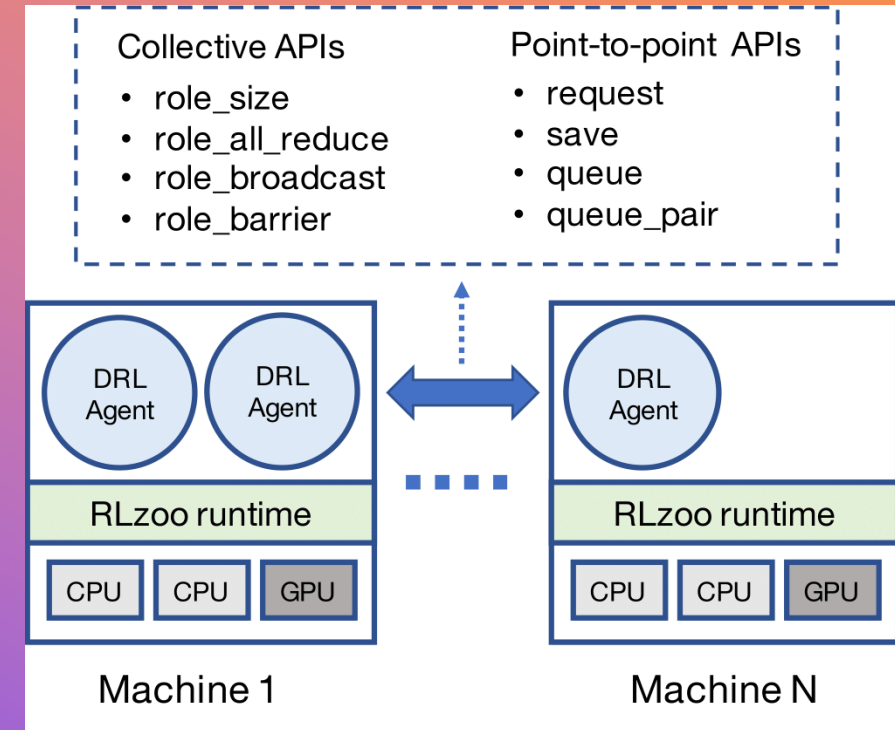 Collective APIs
• role_size
• role_all_reduce
• role_broadcast
• role_barrier
Point-to-point APIs
• request
• save
• queue
• queue_pair
DRL
Agent
DRL
Agent
RLzoo runtime
CPU
CPU
GPU
Machine 1
DRL
Agent
RLzoo runtime
CPU
CPU
GPU
Machine N